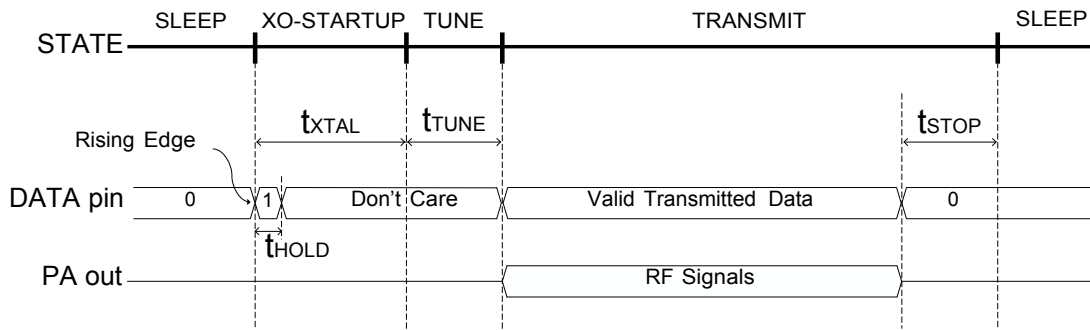 SLEEP XO-STARTUP TUNE TRANSMIT SLEEP
STATE
tXTAL tTUNE tSTOP
Rising Edge
DATA pin 0 1 Don't Care Valid Transmitted Data 0
tHOLD
PA out RF Signals